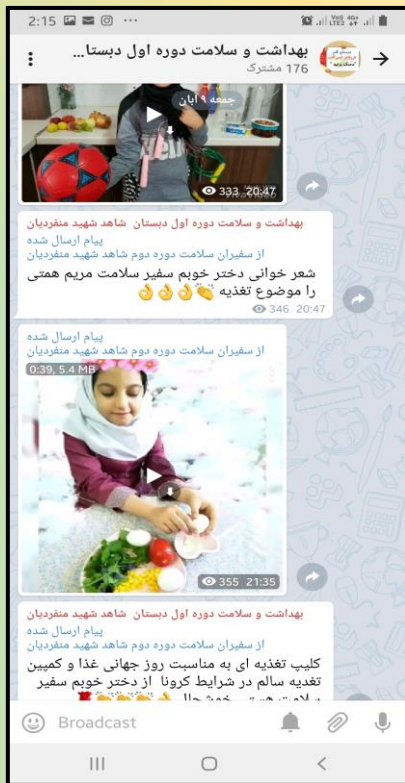 2:15
بهداشت و سلامت دوره اول دبستا...
176 مشترک
جمعه ۹ آبان
333 20:47
بهداشت و سلامت دوره اول دبستان شاهد شهید منفردیان
پیام ارسال شده
از سفیران سلامت دوره دوم شاهد شهید منفردیان
شعر خوانی دختر خوبم سفیر سلامت مریم همتی
را موضوع تغذیه 👏👌👌👌
346 20:47
پیام ارسال شده
از سفیران سلامت دوره دوم شاهد شهید منفردیان
0:39, 5.4 MB
355 21:35
بهداشت و سلامت دوره اول دبستان شاهد شهید منفردیان
پیام ارسال شده
از سفیران سلامت دوره دوم شاهد شهید منفردیان
کلیپ تغذیه ای به مناسبت روز جهانی غذا و کمپین
تغدیه سالم در شرایط کرونا از دختر خوبم سفیر
Broadcast